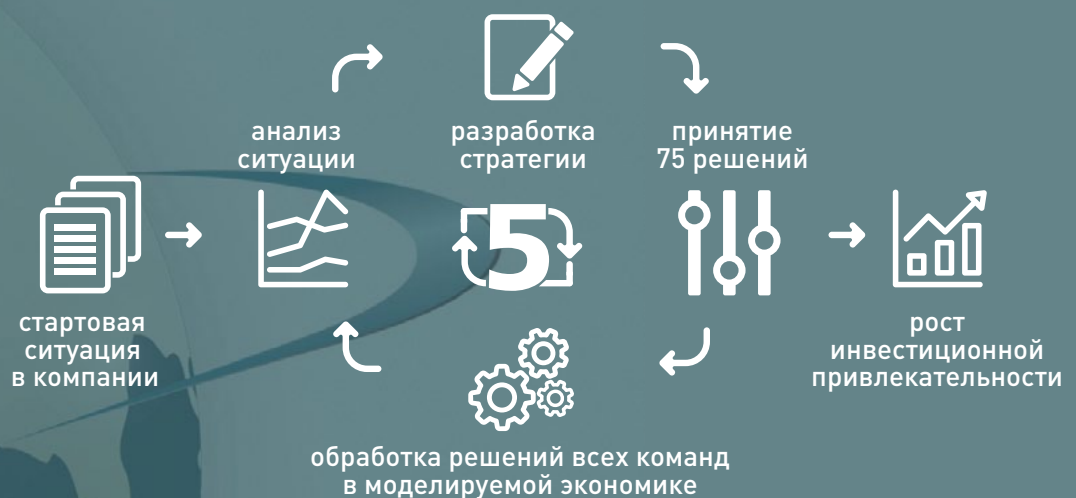 стартовая
ситуация
в компании
анализ
ситуации
разработка
стратегии
принятие
75 решений
5
обработка решений всех команд
в моделируемой экономике
рост
инвестиционной
привлекательности